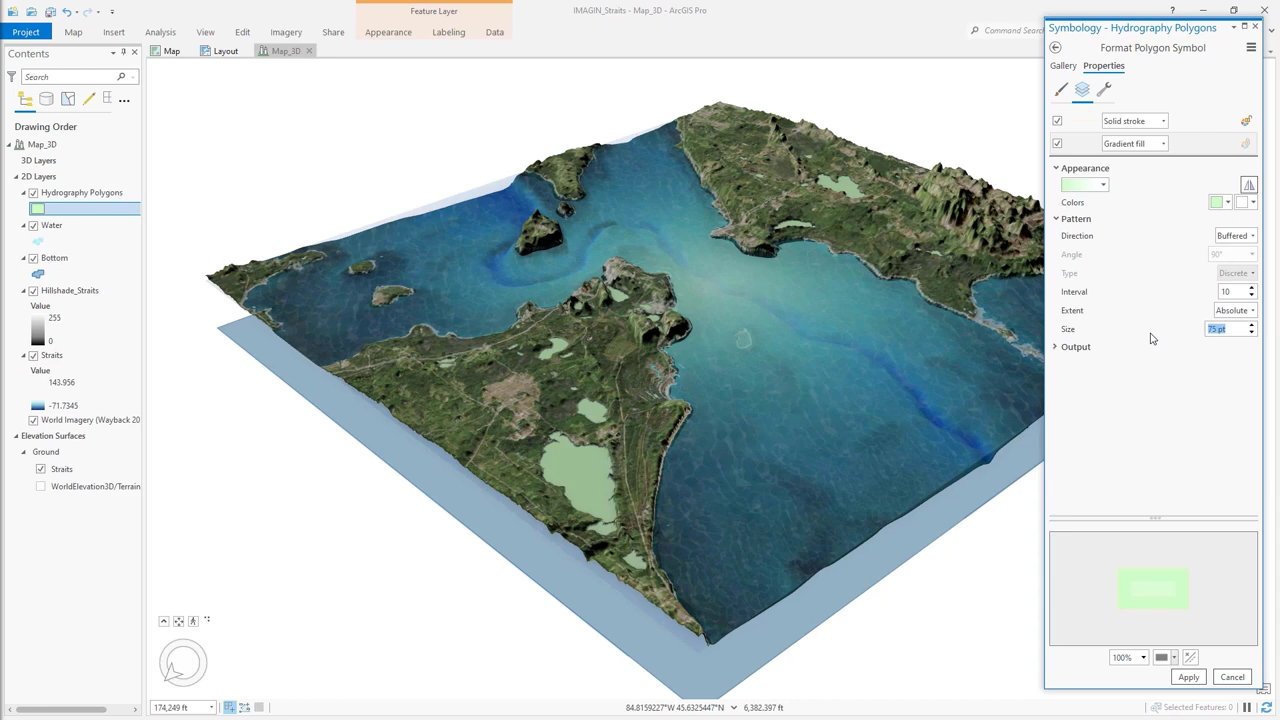 Feature Layer
IMAGIN_Straits - Map_3D - ArcGIS Pro
?
Project Map Insert Analysis View Edit Imagery Share Appearance Labeling Data
Command Search
Contents
Map Layout Map_3D
Search
Drawing Order
Map_3D
3D Layers
2D Layers
Hydrography Polygons
Water
Bottom
Hillshade_Straits
Value
255
0
Straits
Value
143.956
-71.7345
World Imagery (Wayback 20
Elevation Surfaces
Ground
Straits
WorldElevation3D/Terrain
174,249 ft
84.8159227°W 45.6325447°N
6,382.397 ft
Selected Features: 0
Symbology - Hydrography Polygons
Format Polygon Symbol
Gallery Properties
Solid stroke
Gradient fill
Appearance
Colors
Pattern
Direction Buffered
Angle 90°
Type Discrete
Interval 10
Extent Absolute
Size 75 pt
Output
100%
Apply Cancel